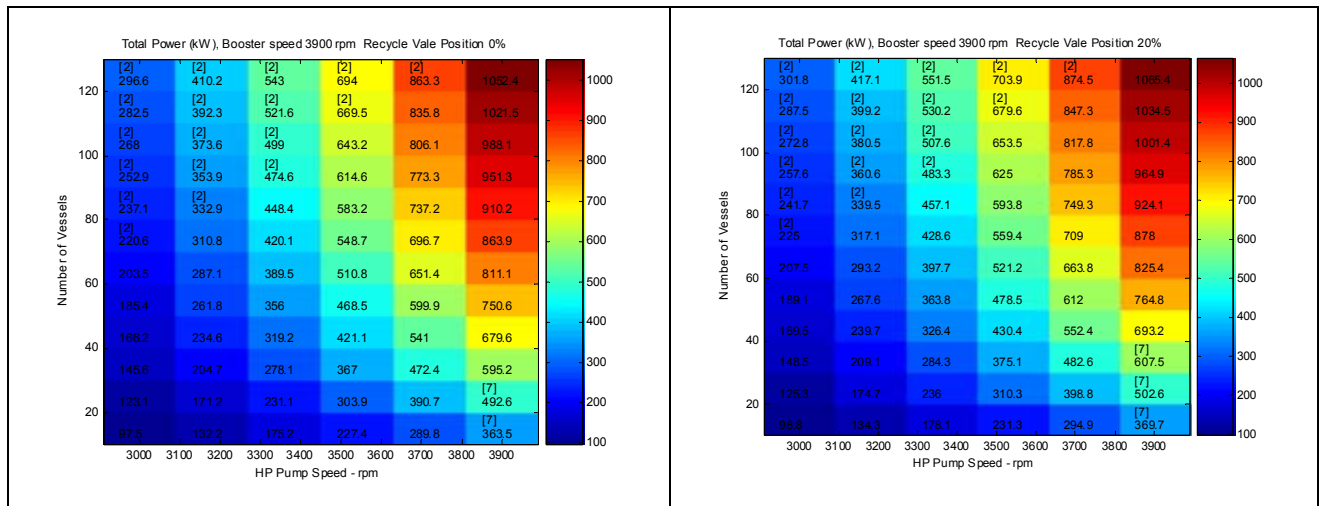 Total Power (kW), Booster speed 3900 rpm Recycle Vale Position 0%
[2] [2] [2] [2] [2]
296.6 410.2 543 694 863.3 1052.4
120
[2] [2] [2] [2]
282.5 392.3 521.6 669.5 835.8 1021.5
[2] [2] [2]
268 373.6 499 643.2 806.1 988.1
100
[2] [2] [2]
252.9 353.9 474.6 614.6 773.3 951.3
[2] [2]
237.1 332.9 448.4 583.2 737.2 910.2
80
[2]
220.6 310.8 420.1 548.7 696.7 863.9
203.5 287.1 389.5 510.8 651.4 811.1
60
185.4 261.8 356 468.5 599.9 750.6
234.6 319.2 421.1 541 679.6
40
145.6 204.7 278.1 367 472.4 595.2
[7]
123.1 171.2 231.1 303.9 390.7 492.6
20
[7]
132.2 175.2 227.4 289.8 363.5
3000 3100 3200 3300 3400 3500 3600 3700 3800 3900
HP Pump Speed - rpm
Number of Vessels
1000
900
800
700
600
500
400
300
200
100
Total Power (kW), Booster speed 3900 rpm Recycle Vale Position 20%
[2] [2] [2] [2] [2]
301.8 417.1 551.5 703.9 874.5
120
[2] [2] [2] [2]
287.5 399.2 530.2 679.6 847.3 1034.5
[2] [2] [2]
272.8 380.5 507.6 653.5 817.8 1001.4
100
[2] [2] [2]
257.6 360.6 483.3 625 785.3 964.9
[2] [2]
241.7 339.5 457.1 593.8 749.3 924.1
80
[2]
225 317.1 428.6 559.4 709 878
207.5 293.2 397.7 521.2 663.8 825.4
60
189.1 267.6 363.8 478.5 612 764.8
169.5 239.7 326.4 430.4 552.4 693.2
40
[7]
148.5 209.1 284.3 375.1 482.6 607.5
[7]
125.3 236 310.3 398.8 502.6
20
[7]
134.3 178.1 231.3 294.9 369.7
3000 3100 3200 3300 3400 3500 3600 3700 3800 3900
HP Pump Speed - rpm
Number of Vessels
1000
900
800
700
600
500
400
300
200
100